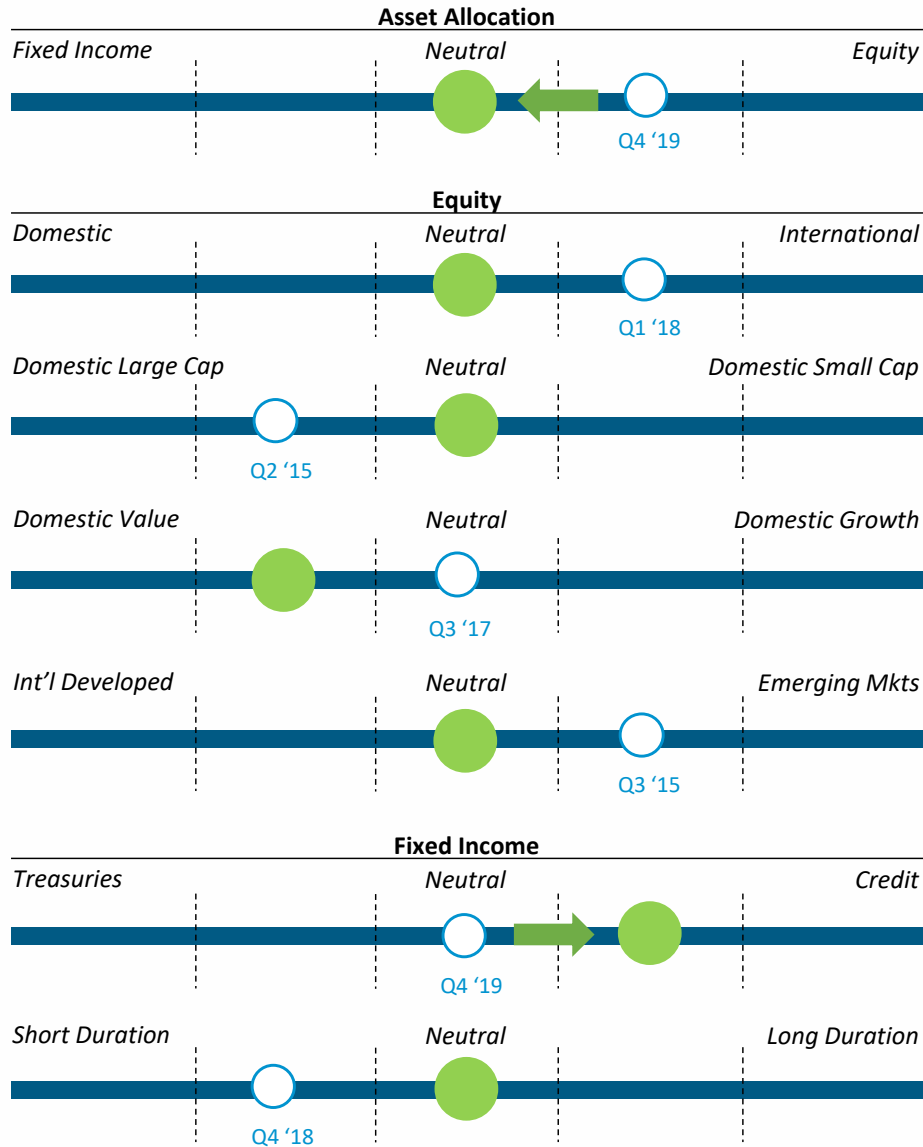 Asset Allocation
Fixed Income Neutral Equity
Q4 ‘19
Equity
Domestic Neutral International
Q1 ‘18
Domestic Large Cap Neutral Domestic Small Cap
Q2 ‘15
Domestic Value Neutral Domestic Growth
Q3 ‘17
Int’l Developed Neutral Emerging Mkts
Q3 ‘15
Fixed Income
Treasuries Neutral Credit
Q4 ‘19
Short Duration Neutral Long Duration
Q4 ‘18